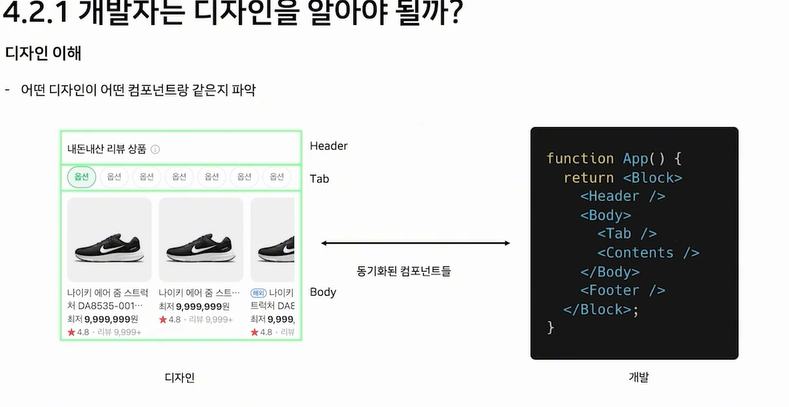 4.2.1 개발자는 디자인을 알아야 될까?
디자인 이해
- 어떤 디자인이 어떤 컴포넌트랑 같은지 파악
내돈내산 리뷰 상품
Header
옵션 옵션 옵션 옵션 옵션 옵션 옵션
Tab
나이키 에어 줌 스트럭
처 DA8535-001…
최저 9,999,999원
★ 4.8 · 리뷰 9,999+
나이키 에어 줌 스트…
최저 9,999,999원
★ 4.8 · 리뷰 9,999+
해외 나이키
트럭처 DA8
최저 9,999,
★ 4.8 · 리뷰
Body
동기화된 컴포넌트들
디자인
function App() {
return <Block>
<Header />
<Body>
<Tab />
<Contents />
</Body>
<Footer />
</Block>;
}
개발